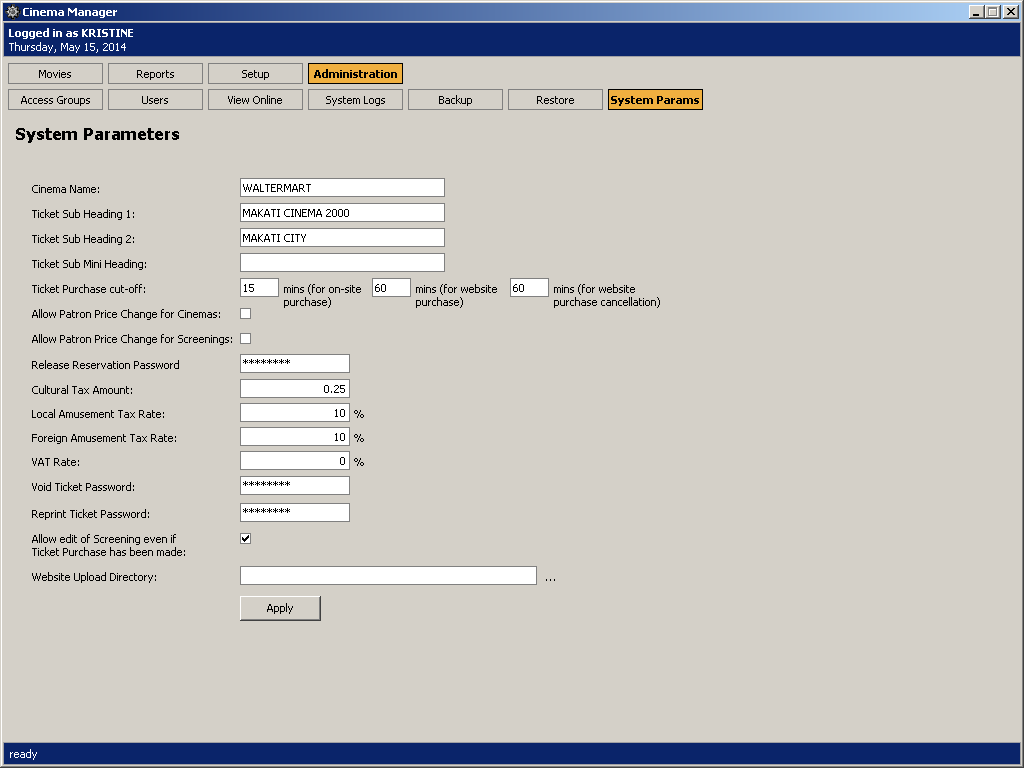 Cinema Manager
Logged in as KRISTINE
Thursday, May 15, 2014
Movies Reports Setup Administration
Access Groups Users View Online System Logs Backup Restore System Params
System Parameters
Cinema Name: WALTERMART
Ticket Sub Heading 1: MAKATI CINEMA 2000
Ticket Sub Heading 2: MAKATI CITY
Ticket Sub Mini Heading:
Ticket Purchase cut-off: 15 mins (for on-site 60 mins (for website 60 mins (for website
purchase) purchase) purchase cancellation)
Allow Patron Price Change for Cinemas:
Allow Patron Price Change for Screenings:
Release Reservation Password ********
Cultural Tax Amount: 0.25
Local Amusement Tax Rate: 10 %
Foreign Amusement Tax Rate: 10 %
VAT Rate: 0 %
Void Ticket Password: ********
Reprint Ticket Password: ********
Allow edit of Screening even if
Ticket Purchase has been made:
Website Upload Directory: ...
Apply
ready